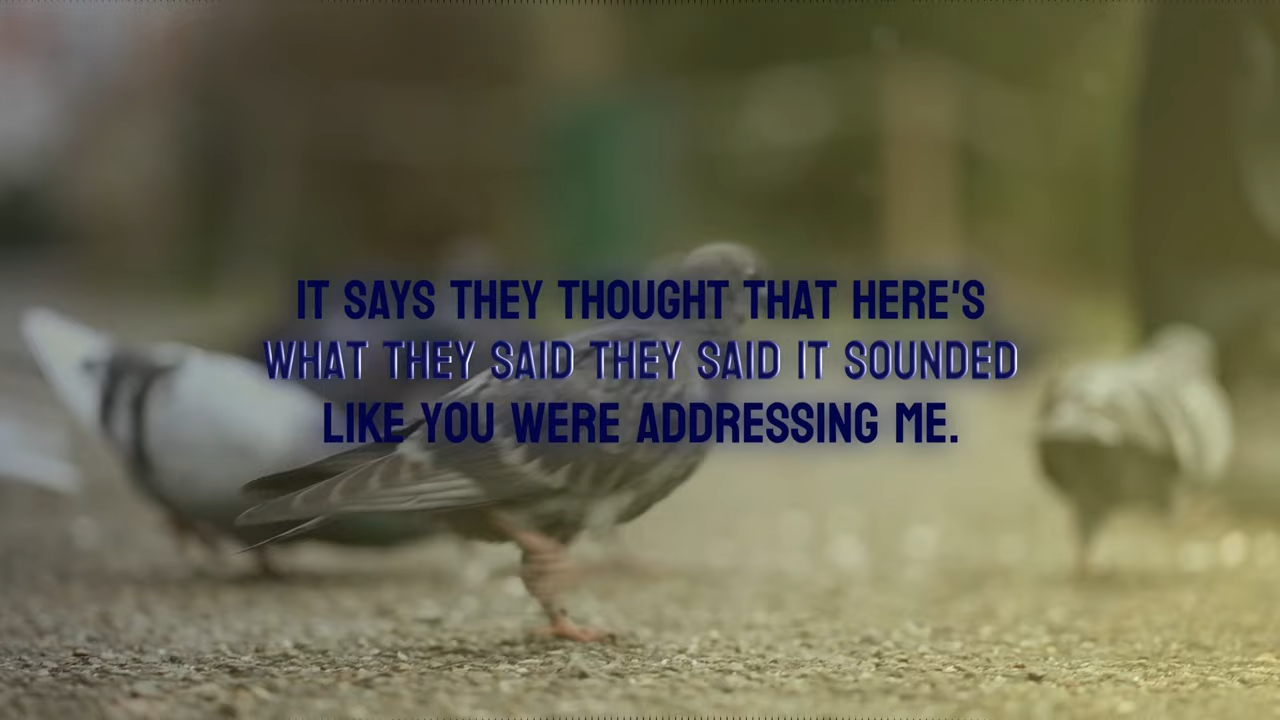 IT SAYS THEY THOUGHT THAT HERE'S
WHAT THEY SAID THEY SAID IT SOUNDED
LIKE YOU WERE ADDRESSING ME.